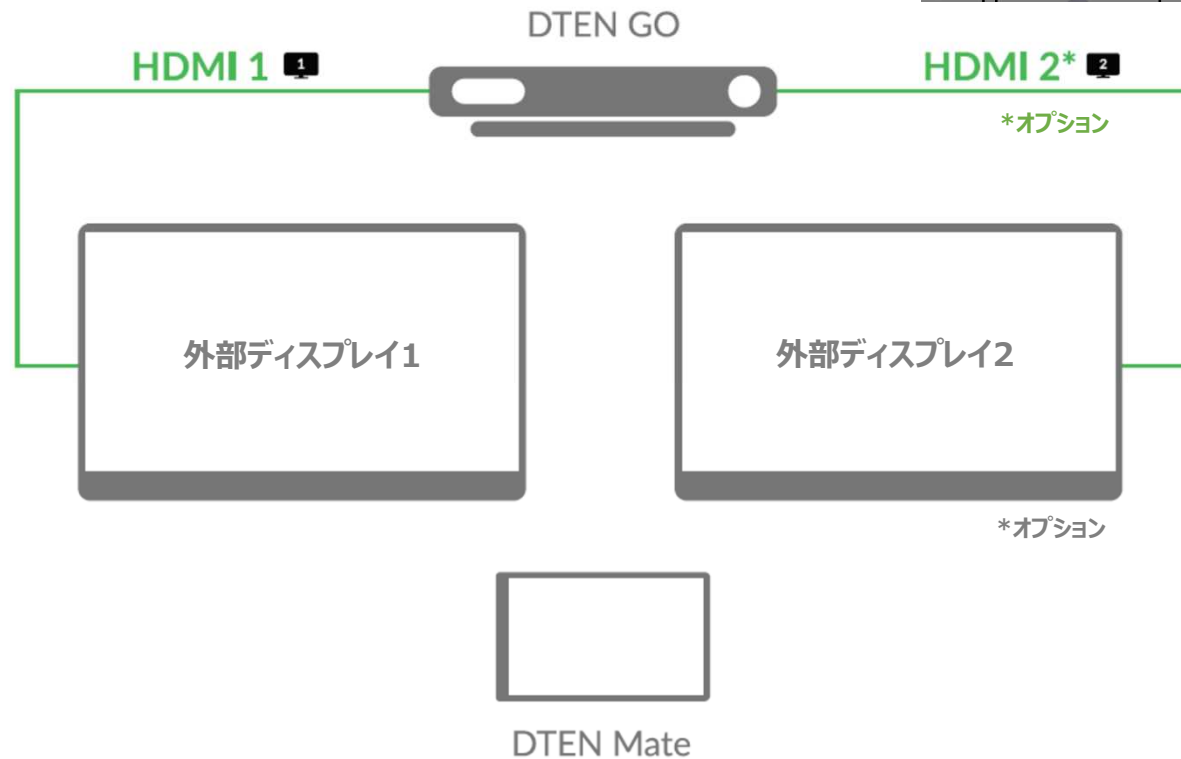 DTEN GO
HDMI 1 1
HDMI 2* 2
*オプション
外部ディスプレイ1
外部ディスプレイ2
*オプション
DTEN Mate